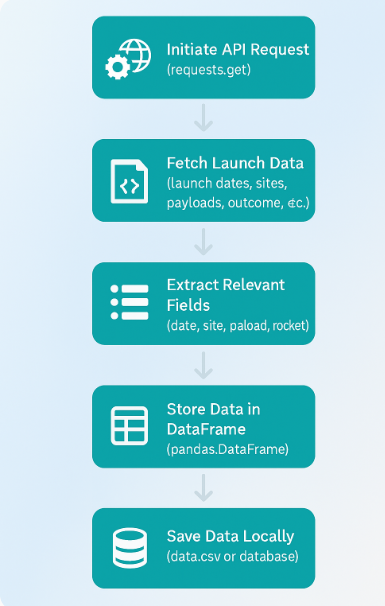 Initiate API Request
(requests.get)
Fetch Launch Data
(launch dates, sites,
payloads, outcome, etc.)
Extract Relevant
Fields
(date, site, paload, rocket)
Store Data in
DataFrame
(pandas.DataFrame)
Save Data Locally
(data.csv or database)